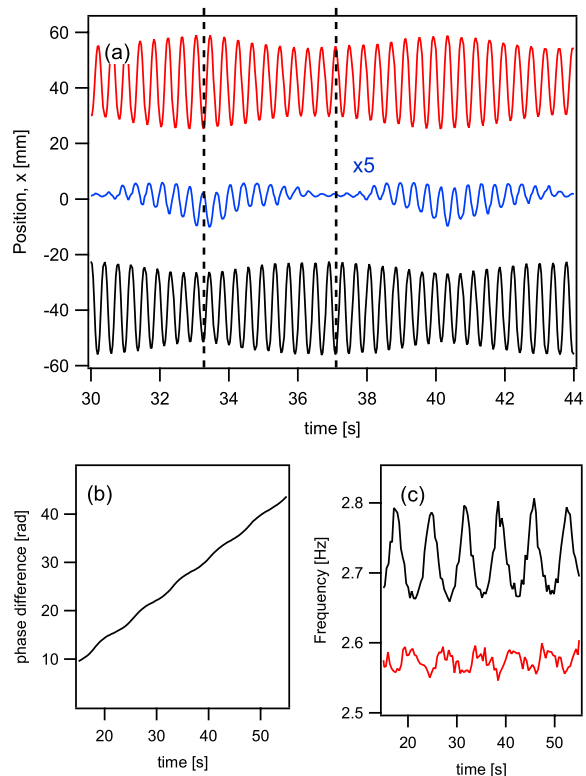 60
(a)
40
20
x5
0
-20
-40
-60
Position, x [mm]
30 32 34 36 38 40 42 44
time [s]
(b)
40
30
20
10
phase difference [rad]
20 30 40 50
time [s]
(c)
2.8
2.7
2.6
2.5
Frequency [Hz]
20 30 40 50
time [s]